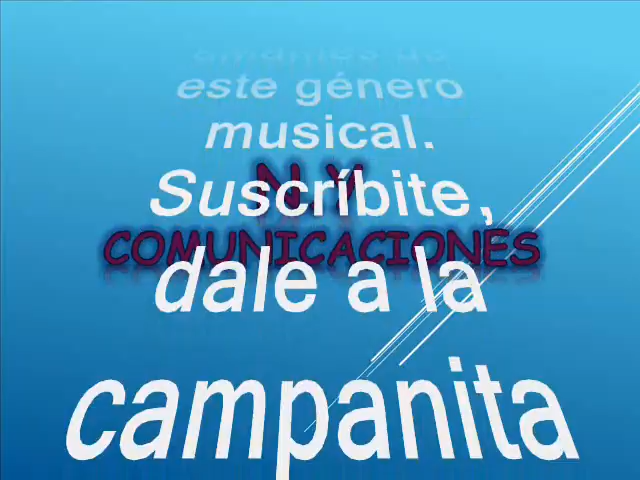 este género
musical.
Suscríbite,
N.Y
COMUNICACIONES
dale a la
campanita